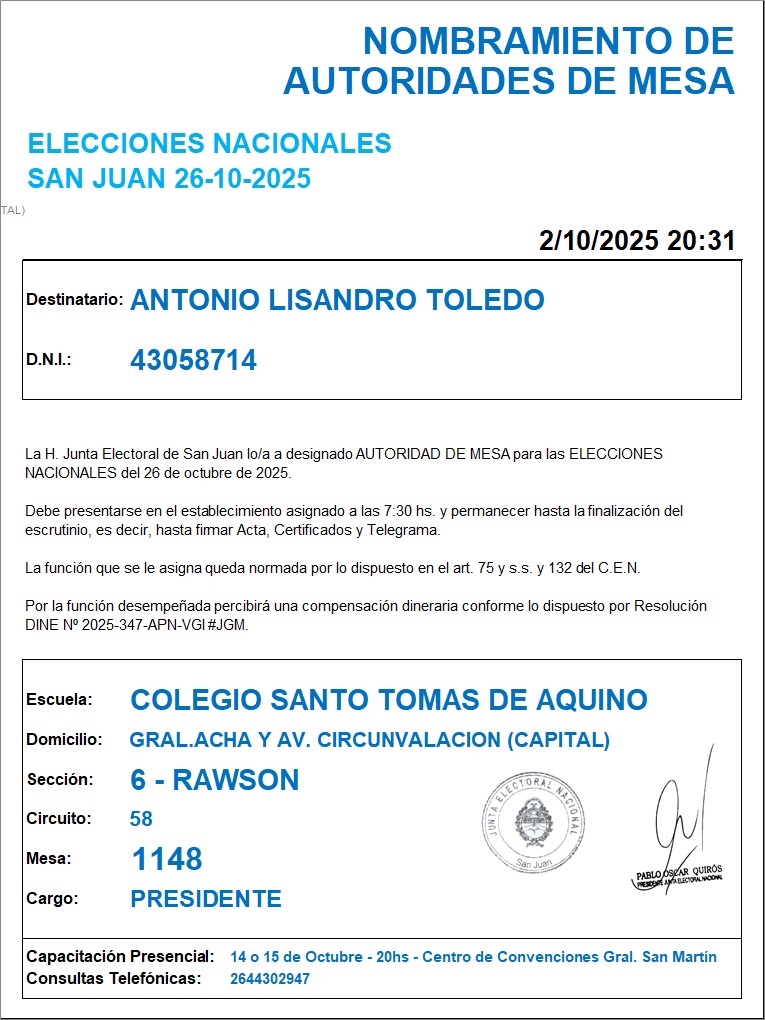 NOMBRAMIENTO DE
AUTORIDADES DE MESA
ELECCIONES NACIONALES
SAN JUAN 26-10-2025
TAL)
2/10/2025 20:31
Destinatario: ANTONIO LISANDRO TOLEDO
D.N.I.: 43058714
La H. Junta Electoral de San Juan lo/a a designado AUTORIDAD DE MESA para las ELECCIONES
NACIONALES del 26 de octubre de 2025.
Debe presentarse en el establecimiento asignado a las 7:30 hs. y permanecer hasta la finalización del
escrutinio, es decir, hasta firmar Acta, Certificados y Telegrama.
La función que se le asigna queda normada por lo dispuesto en el art. 75 y s.s. y 132 del C.E.N.
Por la función desempeñada percibirá una compensación dineraria conforme lo dispuesto por Resolución
DINE Nº 2025-347-APN-VGI#JGM.
Escuela: COLEGIO SANTO TOMAS DE AQUINO
Domicilio: GRAL.ACHA Y AV. CIRCUNVALACION (CAPITAL)
Sección: 6 - RAWSON
Circuito: 58
Mesa: 1148
Cargo: PRESIDENTE
JUNTA ELECTORAL NACIONAL
San Juan
PABLO OSCAR QUIRÓS
PRESIDENTE JUNTA ELECTORAL NACIONAL
Capacitación Presencial: 14 o 15 de Octubre - 20hs - Centro de Convenciones Gral. San Martín
Consultas Telefónicas: 2644302947